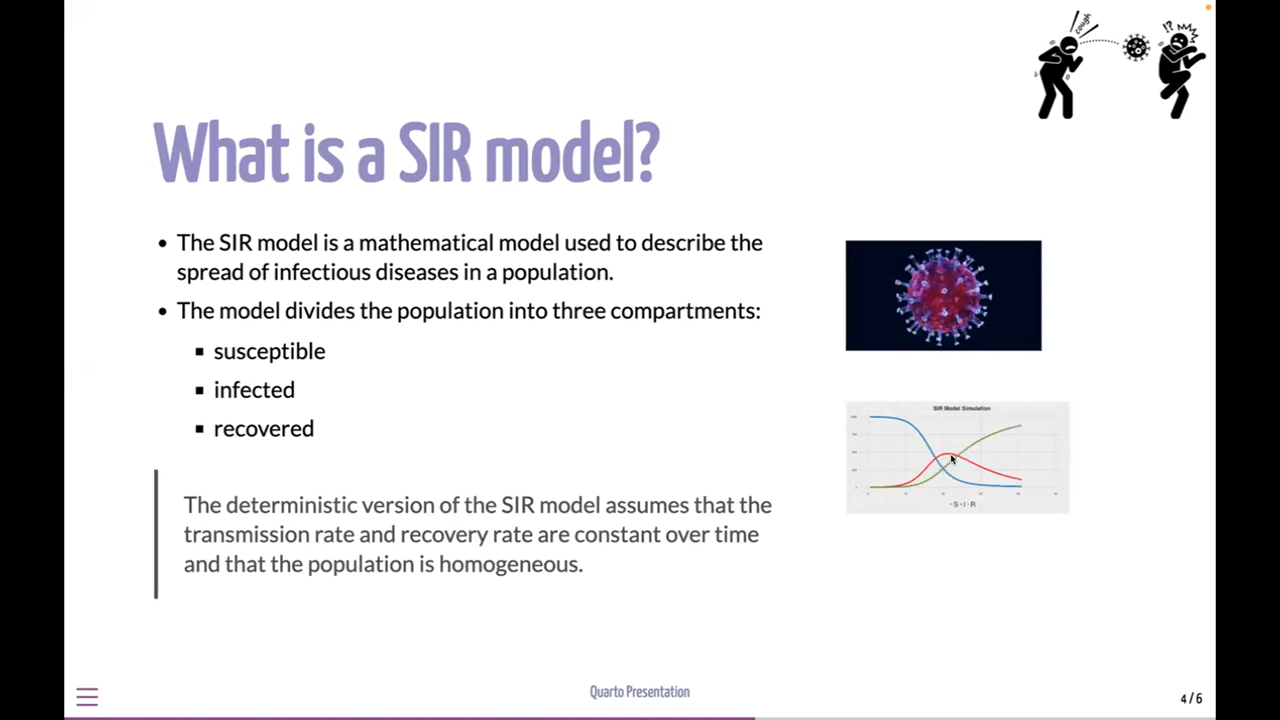 cough
!?
What is a SIR model?
• The SIR model is a mathematical model used to describe the
spread of infectious diseases in a population.
• The model divides the population into three compartments:
▪ susceptible
▪ infected
▪ recovered
The deterministic version of the SIR model assumes that the
transmission rate and recovery rate are constant over time
and that the population is homogeneous.
SIR Model Simulation
•S•I•R
Quarto Presentation
4 / 6